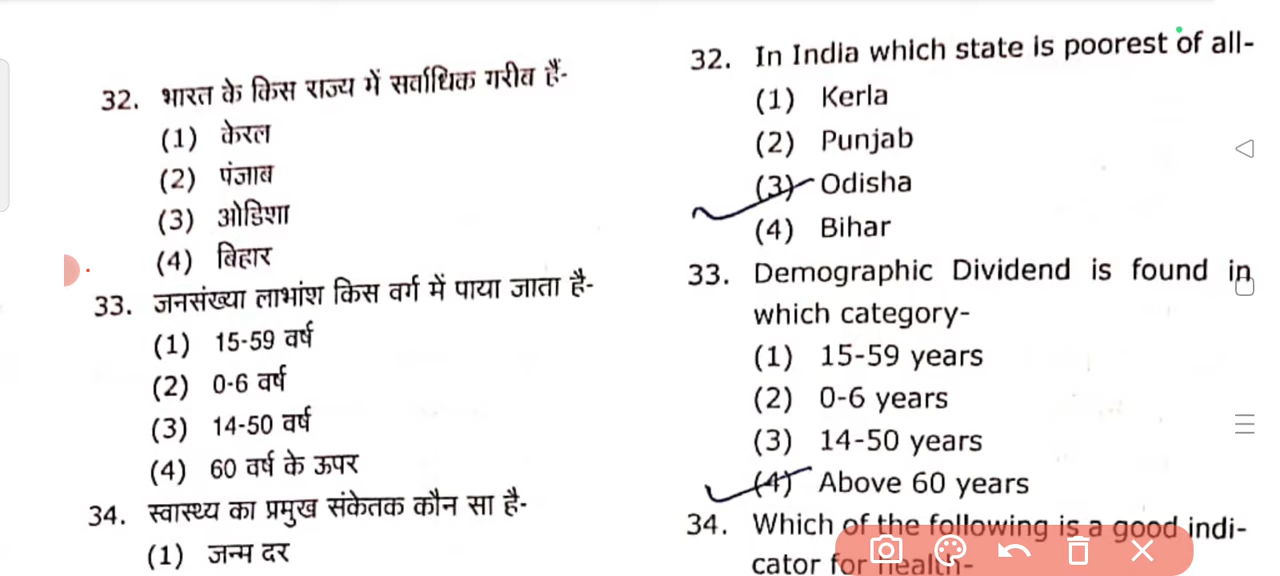 32. भारत के किस राज्य में सर्वाधिक गरीब हैं-
(1) केरल
(2) पंजाब
(3) ओडिशा
(4) बिहार
33. जनसंख्या लाभांश किस वर्ग में पाया जाता है-
(1) 15-59 वर्ष
(2) 0-6 वर्ष
(3) 14-50 वर्ष
(4) 60 वर्ष के ऊपर
34. स्वास्थ्य का प्रमुख संकेतक कौन सा है-
(1) जन्म दर
32. In India which state is poorest of all-
(1) Kerla
(2) Punjab
(3) Odisha
(4) Bihar
33. Demographic Dividend is found in
which category-
(1) 15-59 years
(2) 0-6 years
(3) 14-50 years
(4) Above 60 years
34. Which of the following is a good indi-
cator for health-